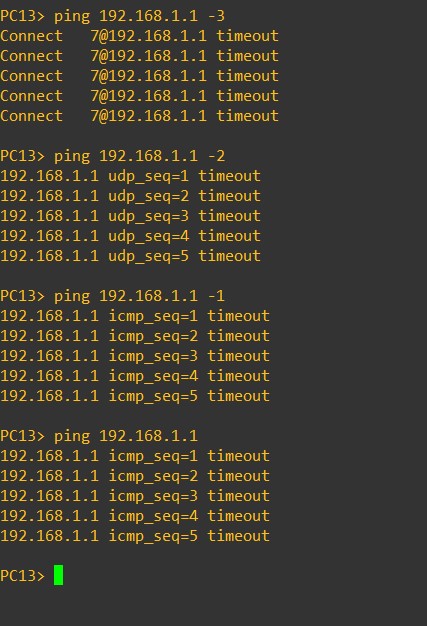 PC13> ping 192.168.1.1 -3
Connect   7@192.168.1.1 timeout
Connect   7@192.168.1.1 timeout
Connect   7@192.168.1.1 timeout
Connect   7@192.168.1.1 timeout
Connect   7@192.168.1.1 timeout
PC13> ping 192.168.1.1 -2
192.168.1.1 udp_seq=1 timeout
192.168.1.1 udp_seq=2 timeout
192.168.1.1 udp_seq=3 timeout
192.168.1.1 udp_seq=4 timeout
192.168.1.1 udp_seq=5 timeout
PC13> ping 192.168.1.1 -1
192.168.1.1 icmp_seq=1 timeout
192.168.1.1 icmp_seq=2 timeout
192.168.1.1 icmp_seq=3 timeout
192.168.1.1 icmp_seq=4 timeout
192.168.1.1 icmp_seq=5 timeout
PC13> ping 192.168.1.1
192.168.1.1 icmp_seq=1 timeout
192.168.1.1 icmp_seq=2 timeout
192.168.1.1 icmp_seq=3 timeout
192.168.1.1 icmp_seq=4 timeout
192.168.1.1 icmp_seq=5 timeout
PC13>